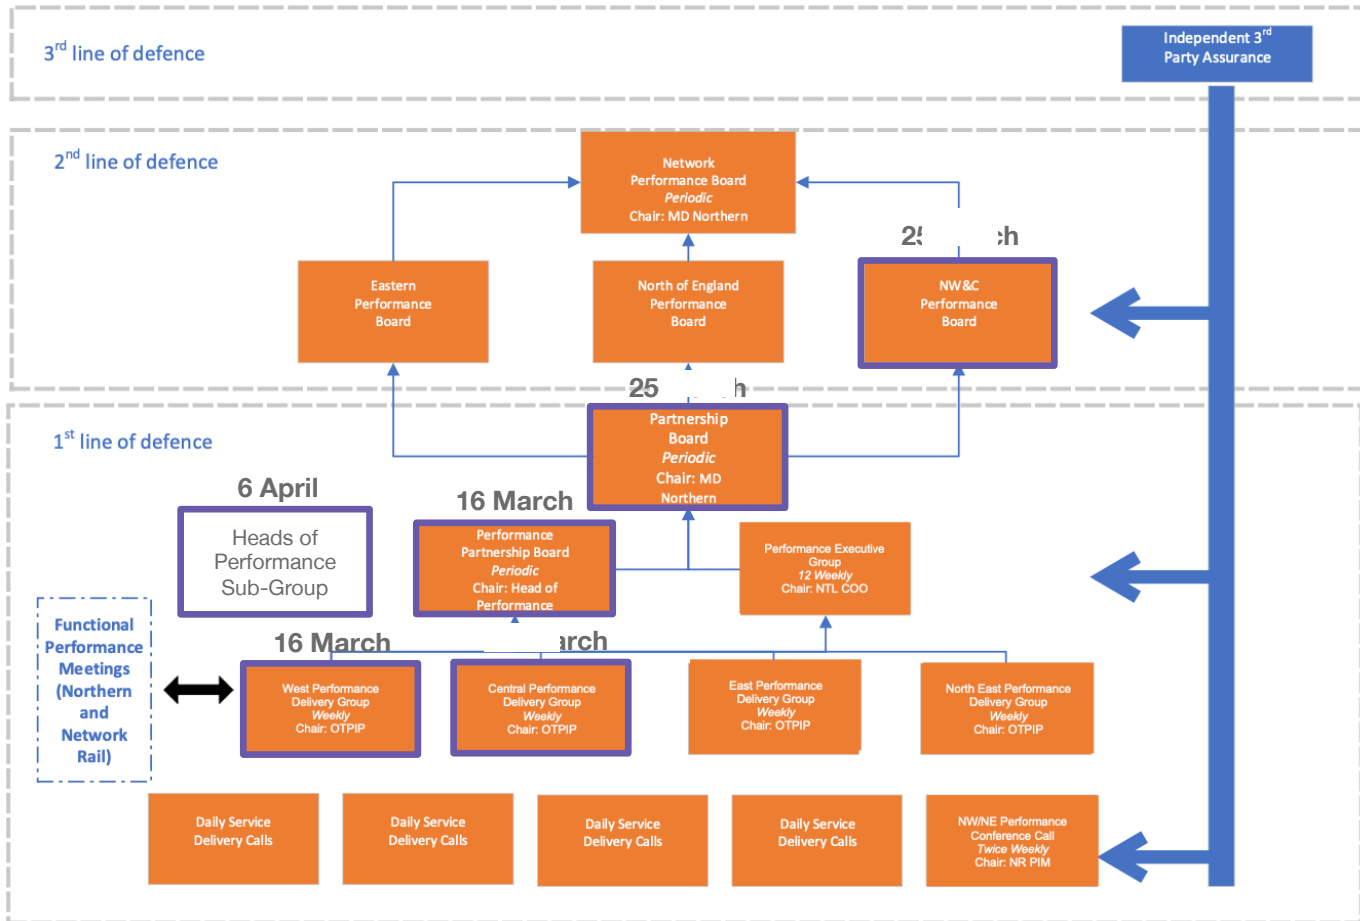 3rd line of defence
Independent 3rd
Party Assurance
2nd line of defence
Network
Performance Board
Periodic
Chair: MD Northern
Eastern
Performance
Board
North of England
Performance
Board
NW&C
Performance
Board
25
1st line of defence
Partnership
Board
Periodic
Chair: MD
Northern
6 April
Heads of
Performance
Sub-Group
16 March
Performance
Partnership Board
Periodic
Chair: Head of
Performance
Performance Executive
Group
12 Weekly
Chair: NTL COO
Functional
Performance
Meetings
(Northern
and
Network
Rail)
16 March
West Performance
Delivery Group
Weekly
Chair: OTPIP
Central Performance
Delivery Group
Weekly
Chair: OTPIP
East Performance
Delivery Group
Weekly
Chair: OTPIP
North East Performance
Delivery Group
Weekly
Chair: OTPIP
Daily Service
Delivery Calls
Daily Service
Delivery Calls
Daily Service
Delivery Calls
Daily Service
Delivery Calls
NW/NE Performance
Conference Call
Twice Weekly
Chair: NR PIM